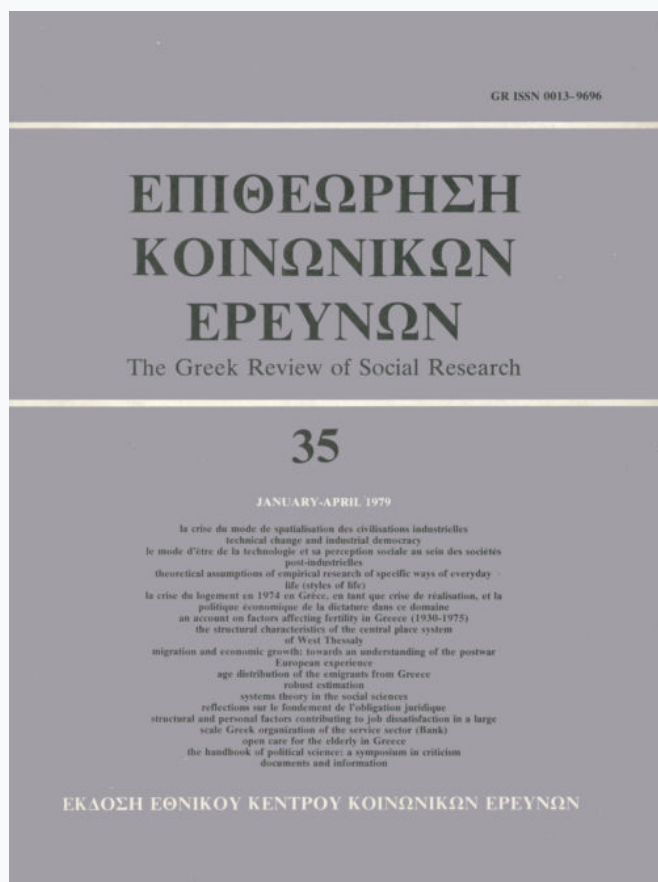 GR ISSN 0013-9696
ΕΠΙΘΕΩΡΗΣΗ
ΚΟΙΝΩΝΙΚΩΝ
ΕΡΕΥΝΩΝ
The Greek Review of Social Research
35
JANUARY-APRIL 1979
la crise du mode de spatialisation des civilisations industrielles
technical change and industrial democracy
le mode d'être de la technologie et sa perception sociale au sein des sociétés
post-industrielles
theoretical assumptions of empirical research of specific ways of everyday
life (styles of life)
la crise du logement en 1974 en Grèce, en tant que crise de réalisation, et la
politique économique de la dictature dans ce domaine
an account on factors affecting fertility in Greece (1930-1975)
the structural characteristics of the central place system
of West Thessaly
migration and economic growth: towards an understanding of the postwar
European experience
age distribution of the emigrants from Greece
robust estimation
systems theory in the social sciences
reflections sur le fondement de l'obligation juridique
structural and personal factors contributing to job dissatisfaction in a large
scale Greek organization of the service sector (Bank)
open care for the elderly in Greece
the handbook of political science: a symposium in criticism
documents and information
ΕΚΔΟΣΗ ΕΘΝΙΚΟΥ ΚΕΝΤΡΟΥ ΚΟΙΝΩΝΙΚΩΝ ΕΡΕΥΝΩΝ